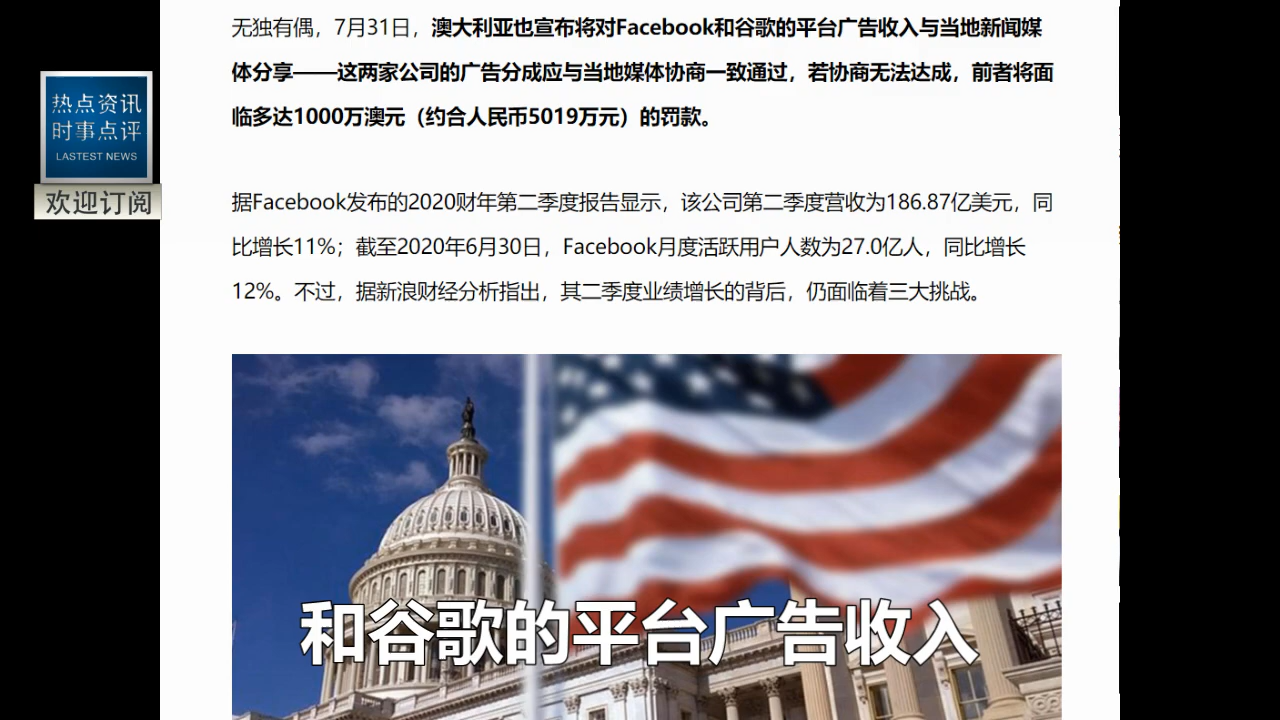 无独有偶，7月31日，澳大利亚也宣布将对Facebook和谷歌的平台广告收入与当地新闻媒
体分享——这两家公司的广告分成应与当地媒体协商一致通过，若协商无法达成，前者将面
临多达1000万澳元（约合人民币5019万元）的罚款。
热点资讯
时事点评
LASTEST NEWS
欢迎订阅
据Facebook发布的2020财年第二季度报告显示，该公司第二季度营收为186.87亿美元，同
比增长11%；截至2020年6月30日，Facebook月度活跃用户人数为27.0亿人，同比增长
12%。不过，据新浪财经分析指出，其二季度业绩增长的背后，仍面临着三大挑战。
和谷歌的平台广告收入